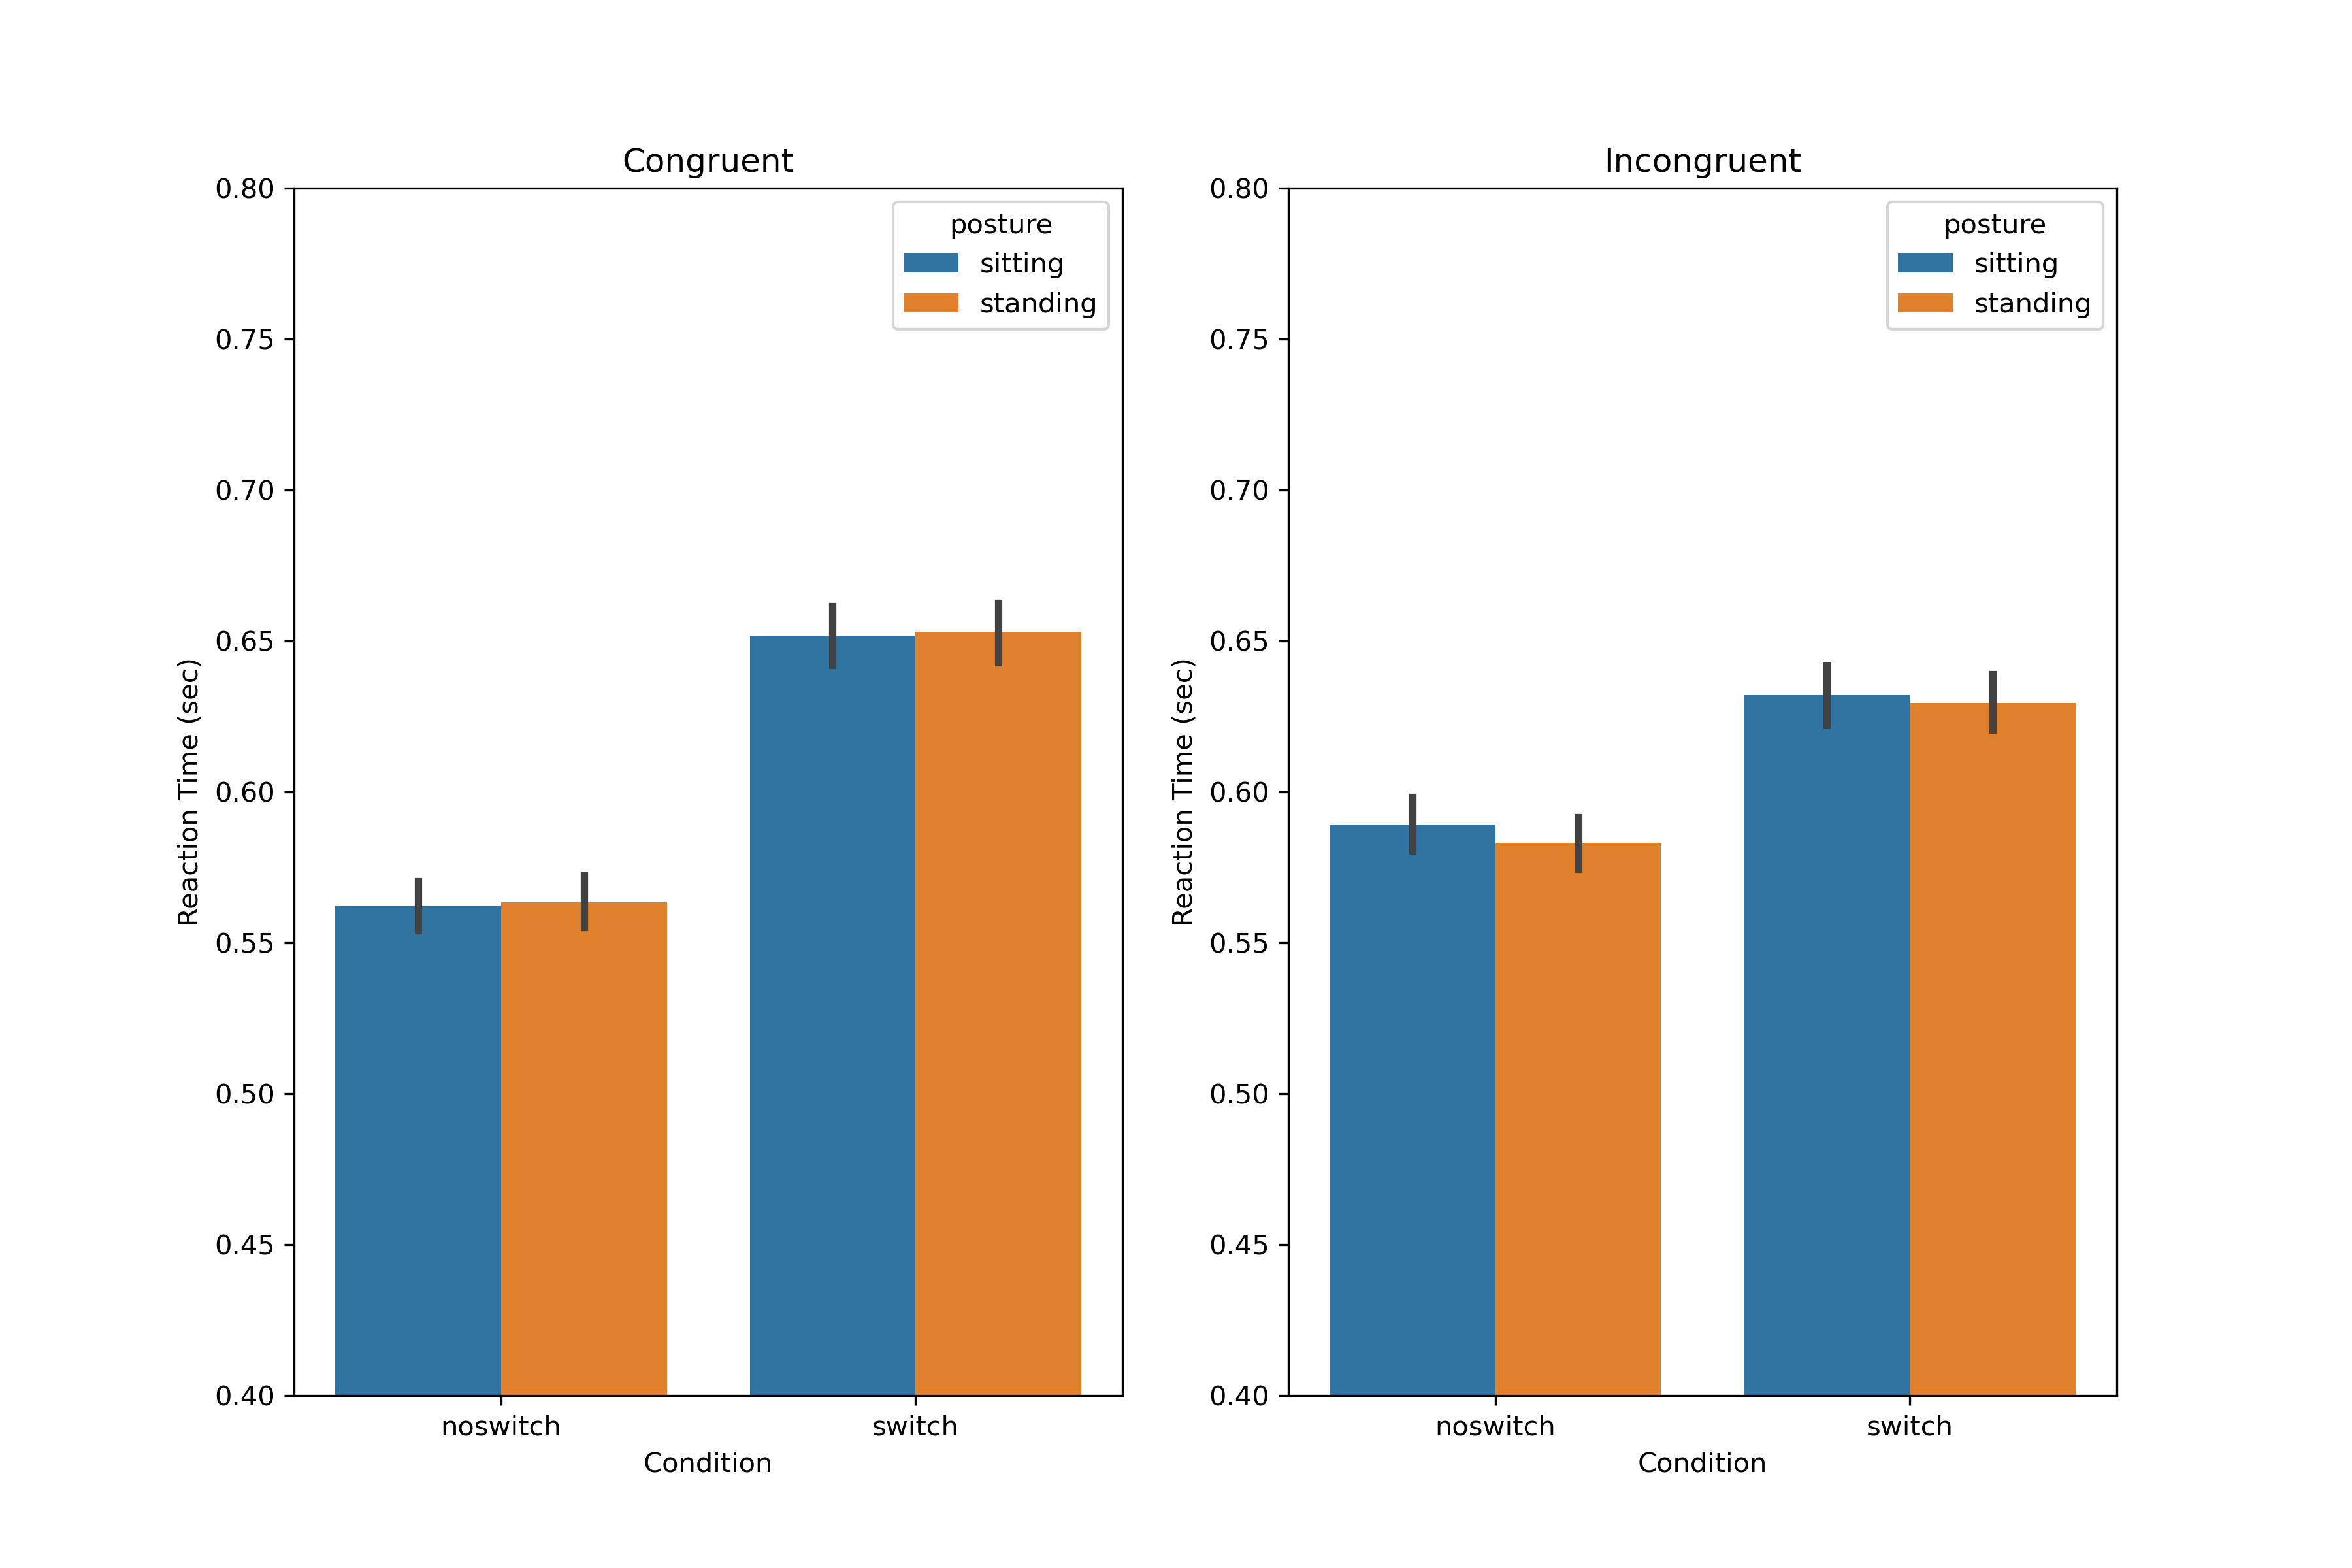 Congruent
0.80
0.75
0.70
0.65
0.60
0.55
0.50
0.45
0.40
Reaction Time (sec)
posture
sitting
standing
noswitch switch
Condition
Incongruent
0.80
0.75
0.70
0.65
0.60
0.55
0.50
0.45
0.40
Reaction Time (sec)
posture
sitting
standing
noswitch switch
Condition